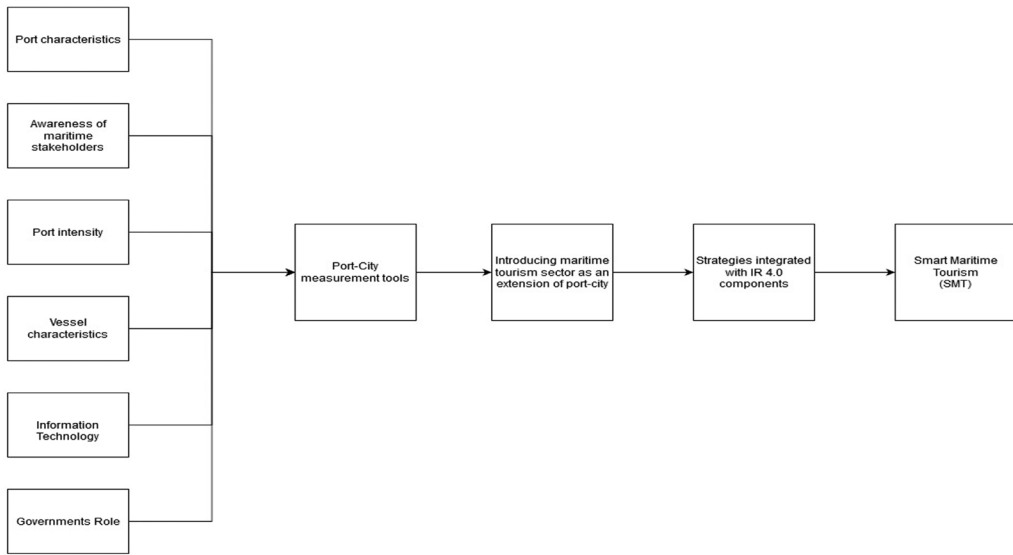 Port characteristics
Awareness of
maritime
stakeholders
Port intensity
Vessel
characteristics
Information
Technology
Governments Role
Port-City
measurement tools
Introducing maritime
tourism sector as an
extension of port-city
Strategies integrated
with IR 4.0
components
Smart Maritime
Tourism
(SMT)